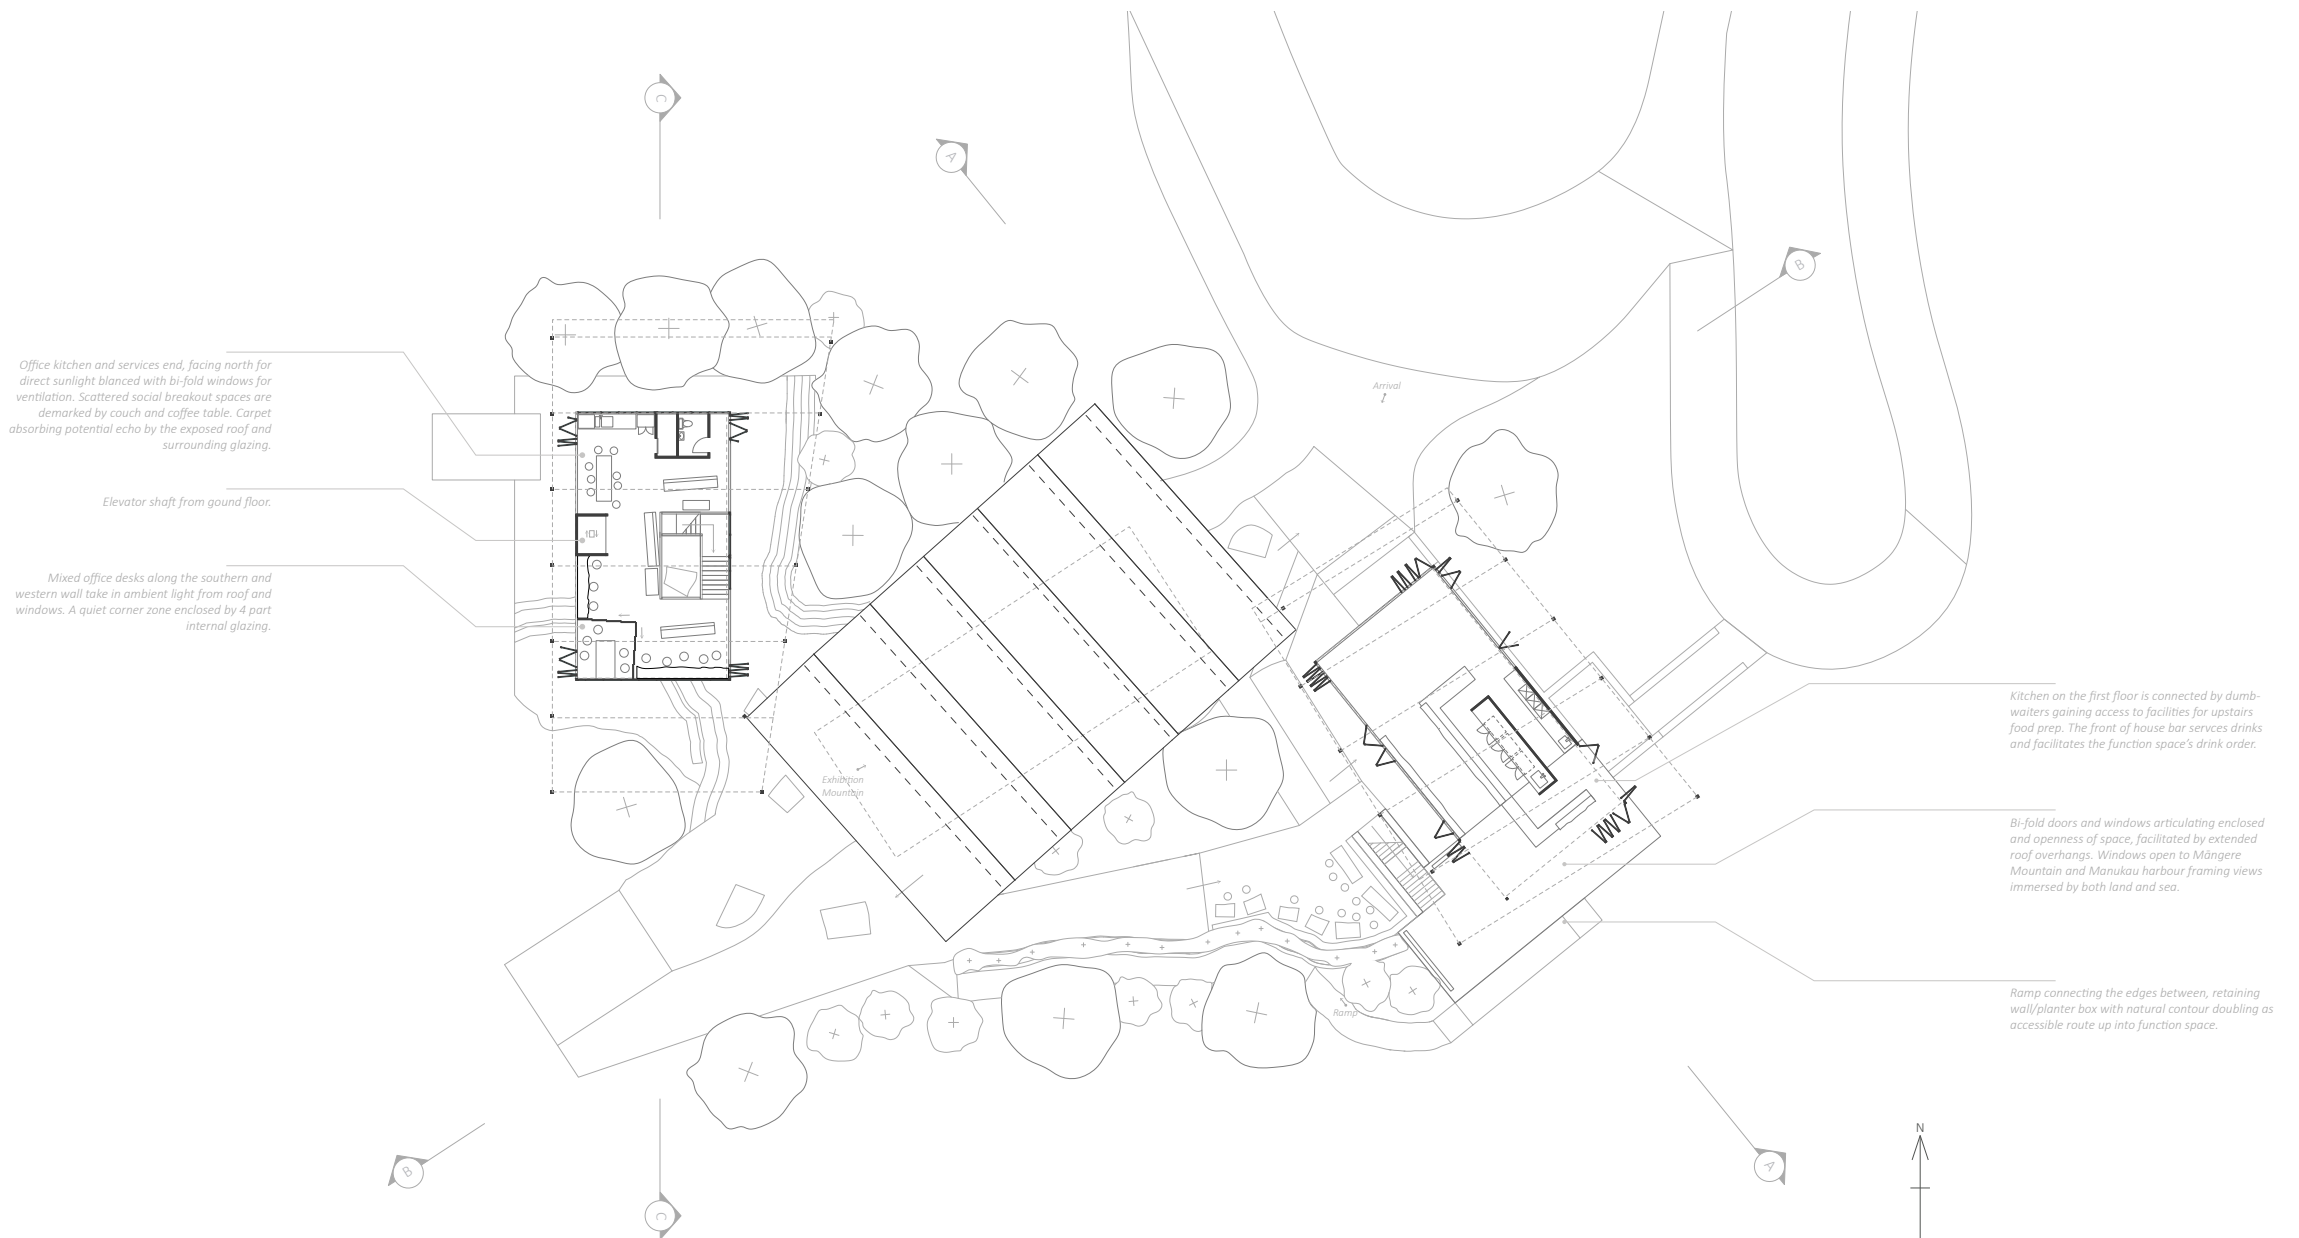 C
A
B
Office kitchen and services end, facing north for
direct sunlight blanced with bi-fold windows for
ventilation. Scattered social breakout spaces are
demarked by couch and coffee table. Carpet
absorbing potential echo by the exposed roof and
surrounding glazing.
Arrival
Elevator shaft from gound floor.
Mixed office desks along the southern and
western wall take in ambient light from roof and
windows. A quiet corner zone enclosed by 4 part
internal glazing.
Kitchen on the first floor is connected by dumb-
waiters gaining access to facilities for upstairs
food prep. The front of house bar servces drinks
and facilitates the function space's drink order.
Exhibition
Mountain
Bi-fold doors and windows articulating enclosed
and openness of space, facilitated by extended
roof overhangs. Windows open to Māngere
Mountain and Manukau harbour framing views
immersed by both land and sea.
Ramp connecting the edges between, retaining
wall/planter box with natural contour doubling as
accessible route up into function space.
Ramp
N
B
A
C